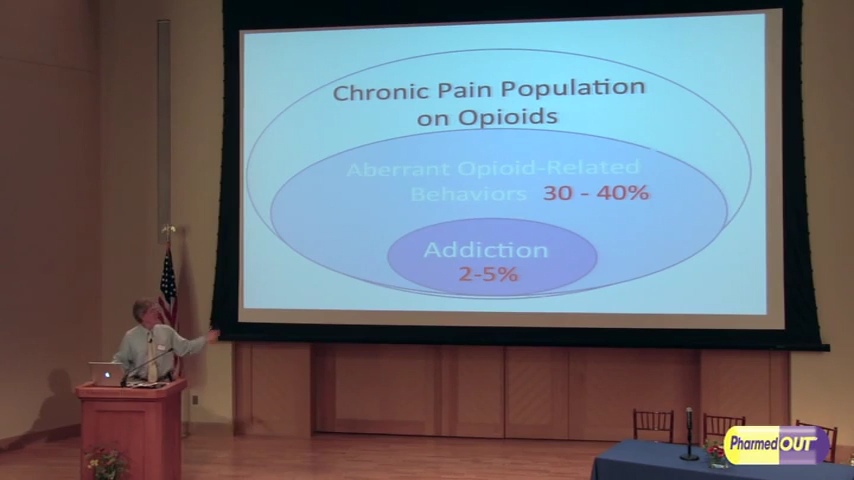 Chronic Pain Population
on Opioids
Aberrant Opioid-Related
Behaviors 30 - 40%
Addiction
2-5%
PharmedOUT